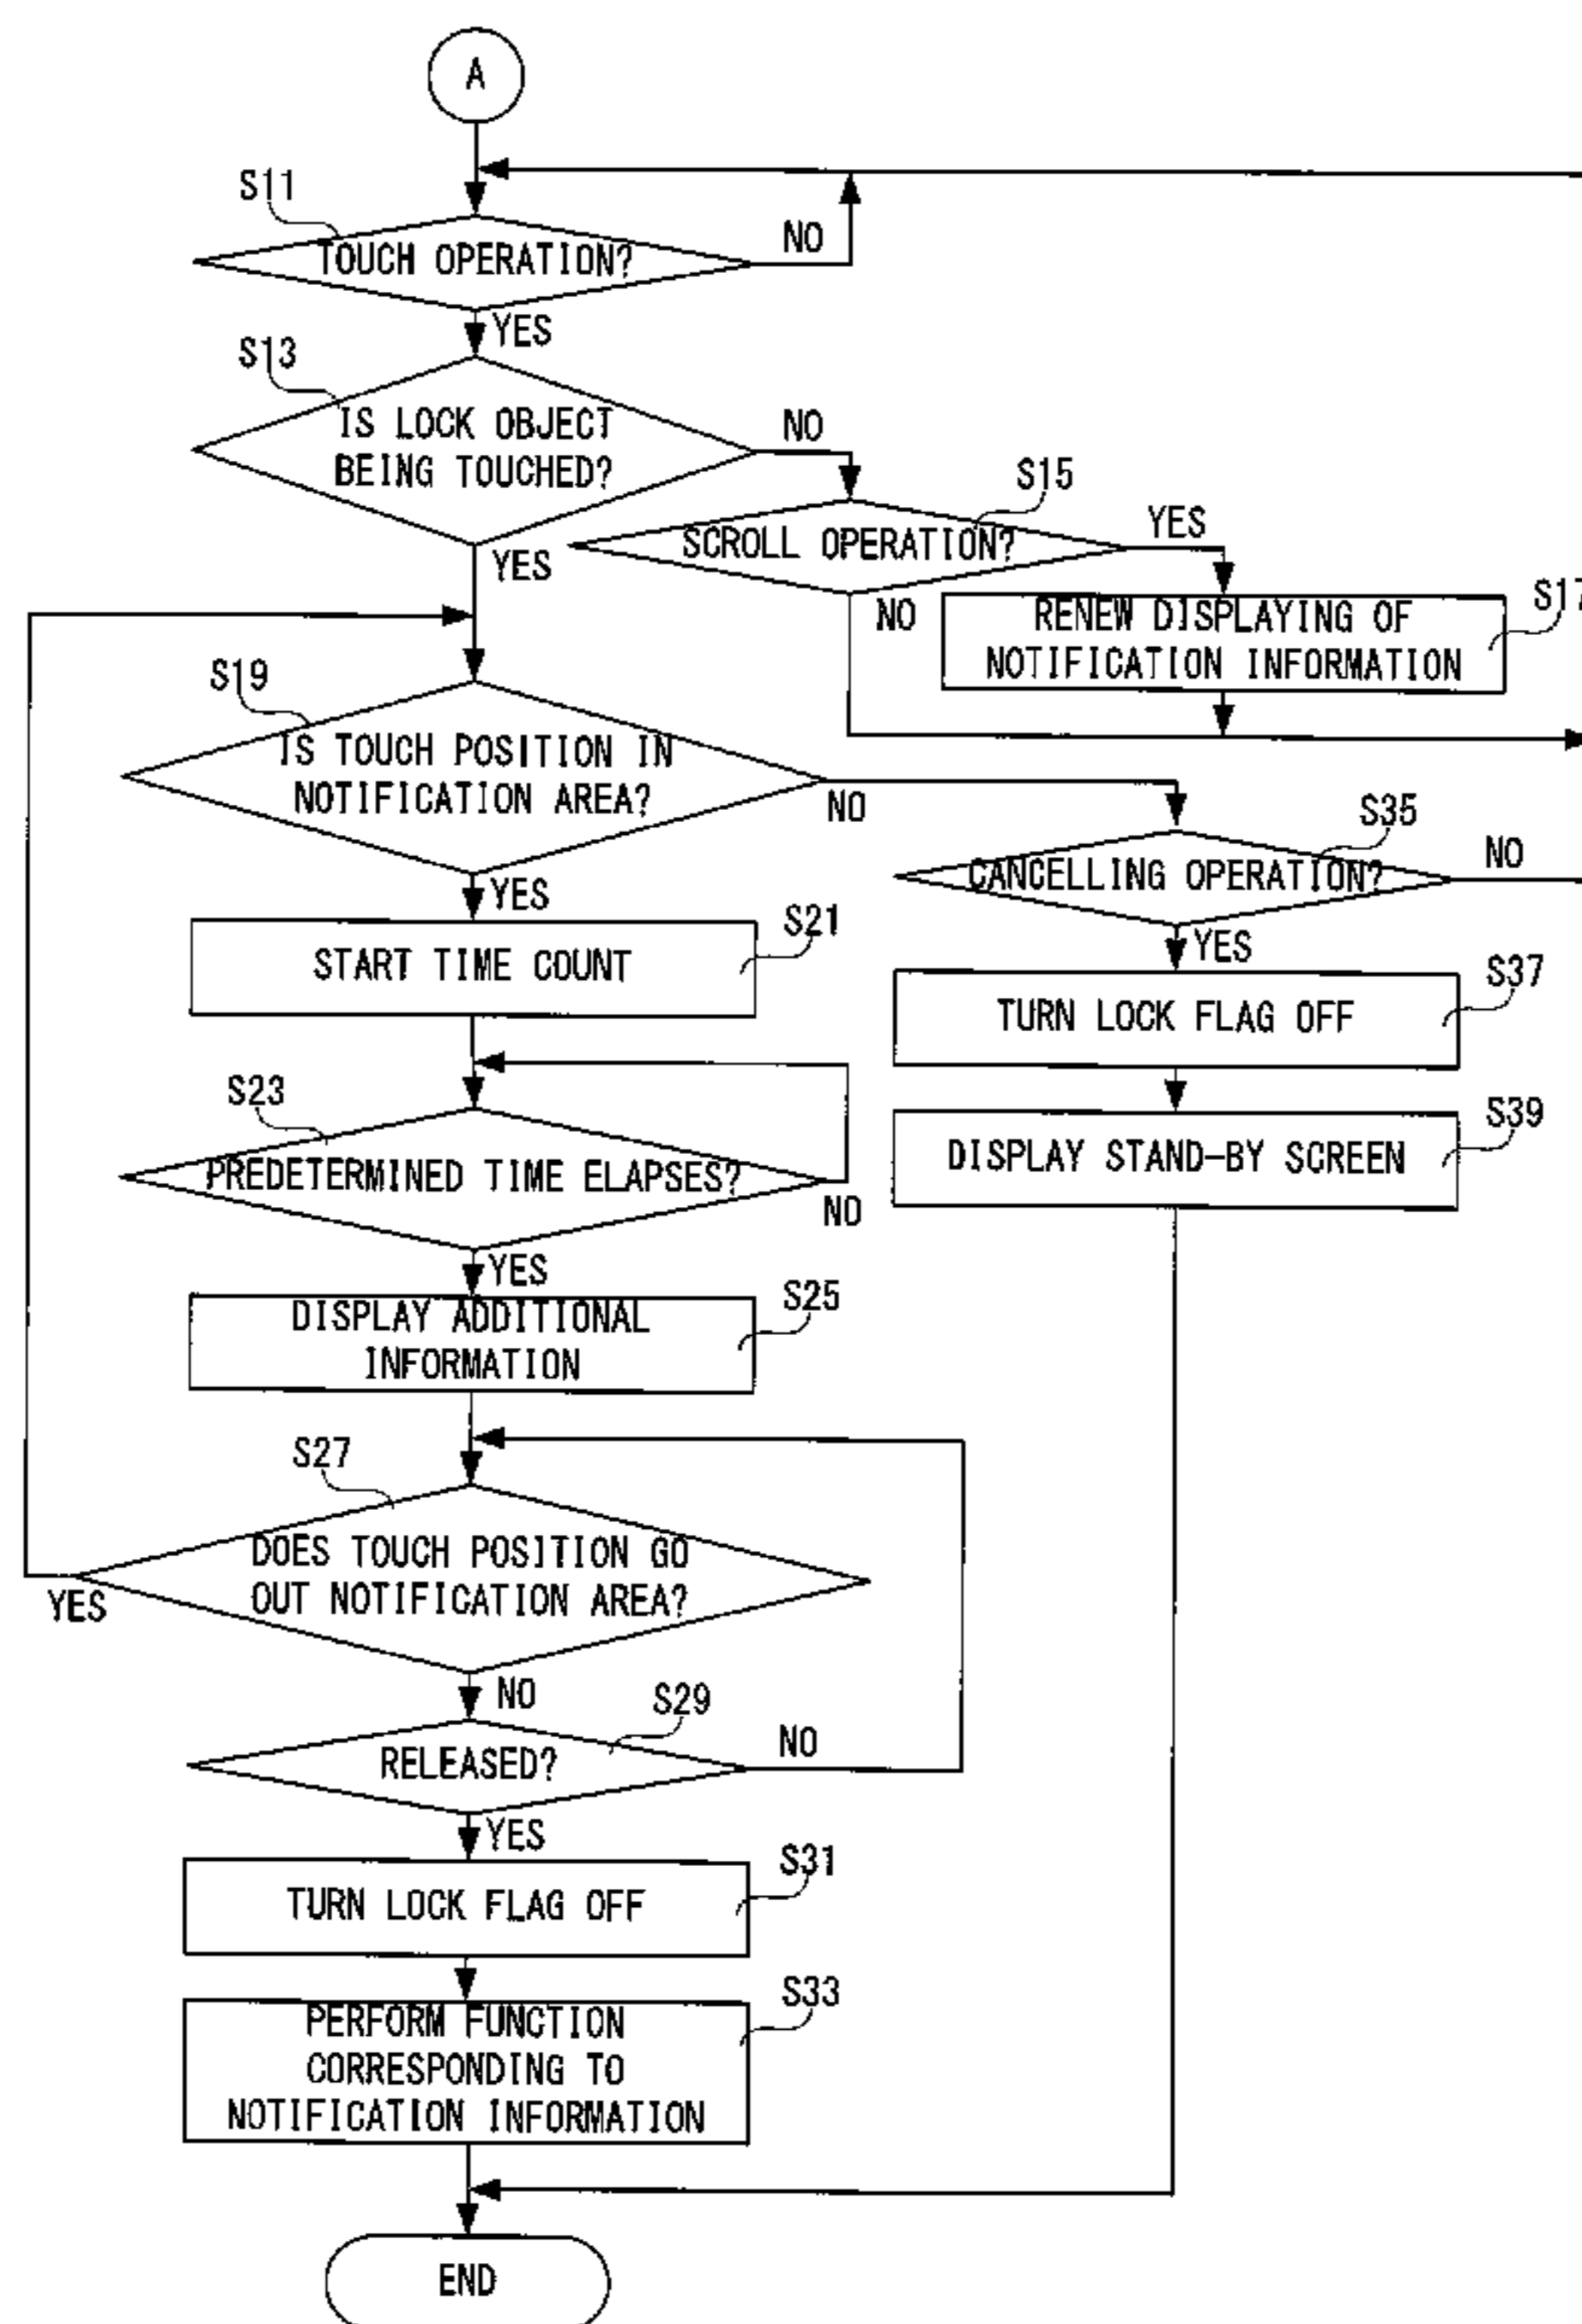 A
S11
TOUCH OPERATION?
NO
YES
S13
IS LOCK OBJECT
BEING TOUCHED?
NO
YES
S15
SCROLL OPERATION?
YES
NO
S17
RENEW DISPLAYING OF
NOTIFICATION INFORMATION
S19
IS TOUCH POSITION IN
NOTIFICATION AREA?
NO
YES
S35
CANCELLING OPERATION?
NO
YES
S21
START TIME COUNT
S37
TURN LOCK FLAG OFF
S23
PREDETERMINED TIME ELAPSES?
NO
YES
S39
DISPLAY STAND-BY SCREEN
S25
DISPLAY ADDITIONAL
INFORMATION
S27
DOES TOUCH POSITION GO
OUT NOTIFICATION AREA?
YES
NO
S29
RELEASED?
NO
YES
S31
TURN LOCK FLAG OFF
S33
PERFORM FUNCTION
CORRESPONDING TO
NOTIFICATION INFORMATION
END